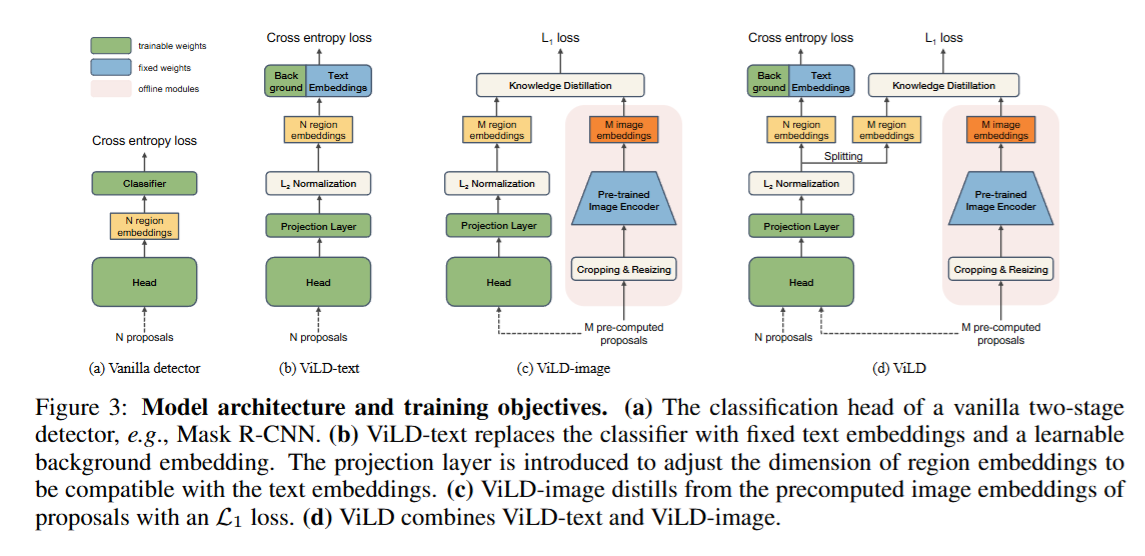 trainable weights
fixed weights
offline modules
Cross entropy loss
Classifier
N region
embeddings
Head
N proposals
(a) Vanilla detector
Cross entropy loss
Back
ground
Text
Embeddings
N region
embeddings
L₂ Normalization
Projection Layer
Head
N proposals
(b) ViLD-text
L₁ loss
Knowledge Distillation
M region
embeddings
M image
embeddings
L₂ Normalization
Projection Layer
Head
Pre-trained
Image Encoder
Cropping & Resizing
M pre-computed
proposals
(c) ViLD-image
Cross entropy loss
Back
ground
Text
Embeddings
L₁ loss
Knowledge Distillation
N region
embeddings
M region
embeddings
M image
embeddings
Splitting
L₂ Normalization
Projection Layer
Head
Pre-trained
Image Encoder
Cropping & Resizing
N proposals
M pre-computed
proposals
(d) ViLD
Figure 3: Model architecture and training objectives. (a) The classification head of a vanilla two-stage
detector, e.g., Mask R-CNN. (b) ViLD-text replaces the classifier with fixed text embeddings and a learnable
background embedding. The projection layer is introduced to adjust the dimension of region embeddings to
be compatible with the text embeddings. (c) ViLD-image distills from the precomputed image embeddings of
proposals with an ℒ₁ loss. (d) ViLD combines ViLD-text and ViLD-image.